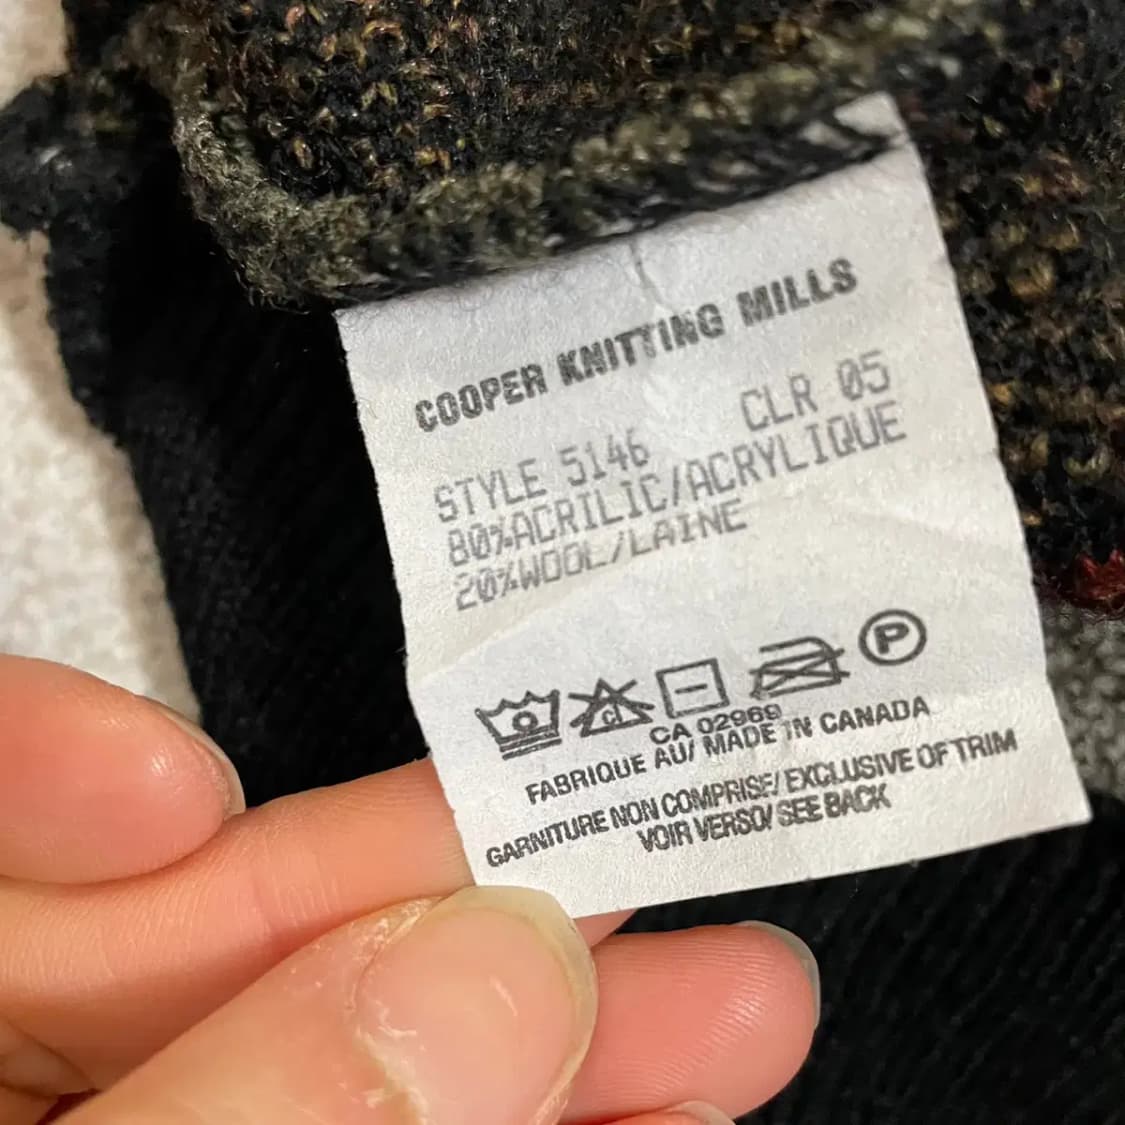 COOPER KNITTING MILLS
STYLE 5146 CLR 05
80%ACRILIC/ACRYLIQUE
20%WOOL/LAINE
cl P
CA 02969
FABRIQUE AU/ MADE IN CANADA
GARNITURE NON COMPRISE/ EXCLUSIVE OF TRIM
VOIR VERSO/ SEE BACK